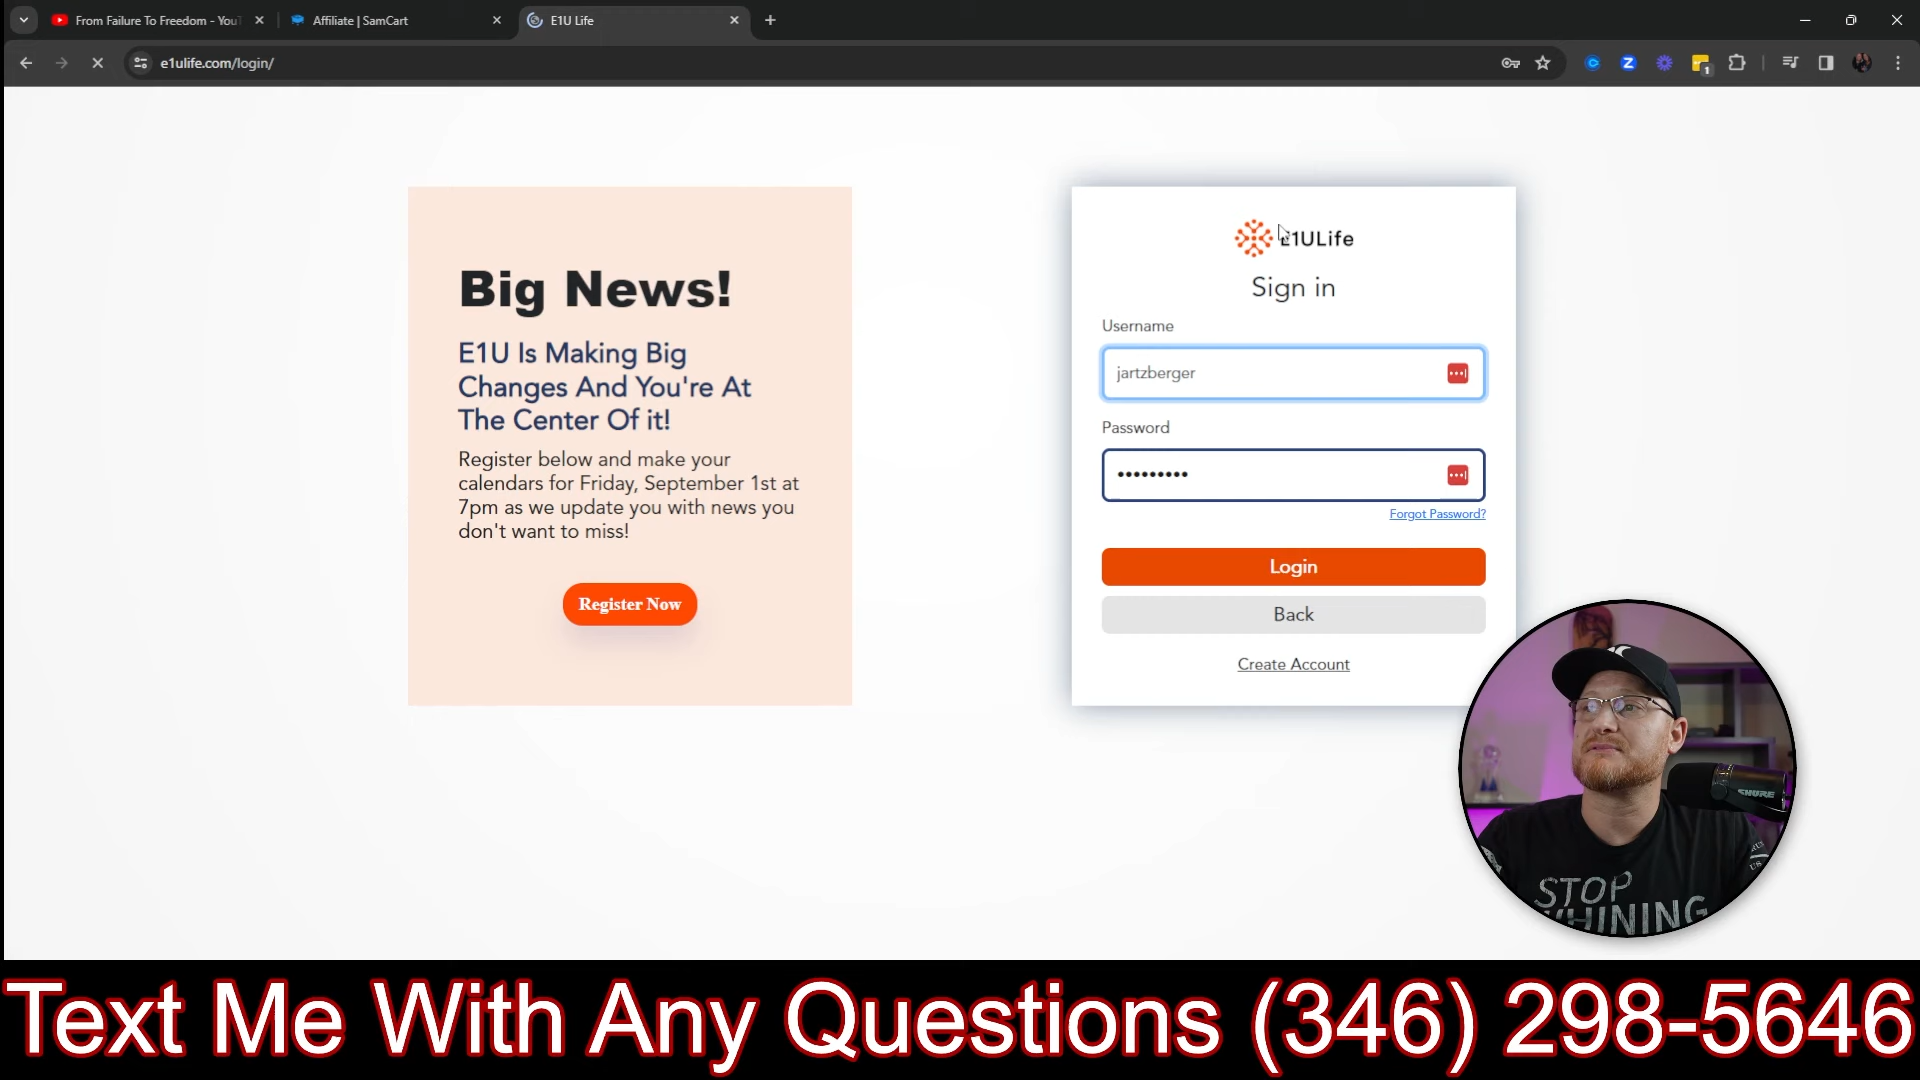 From Failure To Freedom - You
Affiliate | SamCart
E1U Life
e1ulife.com/login/
Z
1
Big News!
E1U Is Making Big
Changes And You're At
The Center Of it!
Register below and make your
calendars for Friday, September 1st at
7pm as we update you with news you
don't want to miss!
Register Now
E1ULife
Sign in
Username
jartzberger
Password
•••••••••
Forgot Password?
Login
Back
Create Account
SHURE
STOP
WHINING
Text Me With Any Questions (346) 298-5646